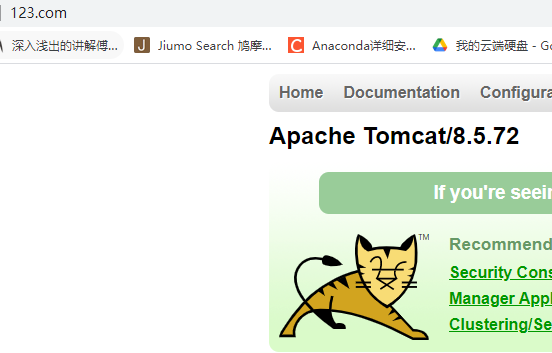 123.com
深入浅出的讲解傅...
Jiumo Search 鸠摩...
Anaconda详细安...
我的云端硬盘 - Go
Home Documentation Configura
Apache Tomcat/8.5.72
If you're seein
TM
Recommend
Security Cons
Manager Appl
Clustering/Se